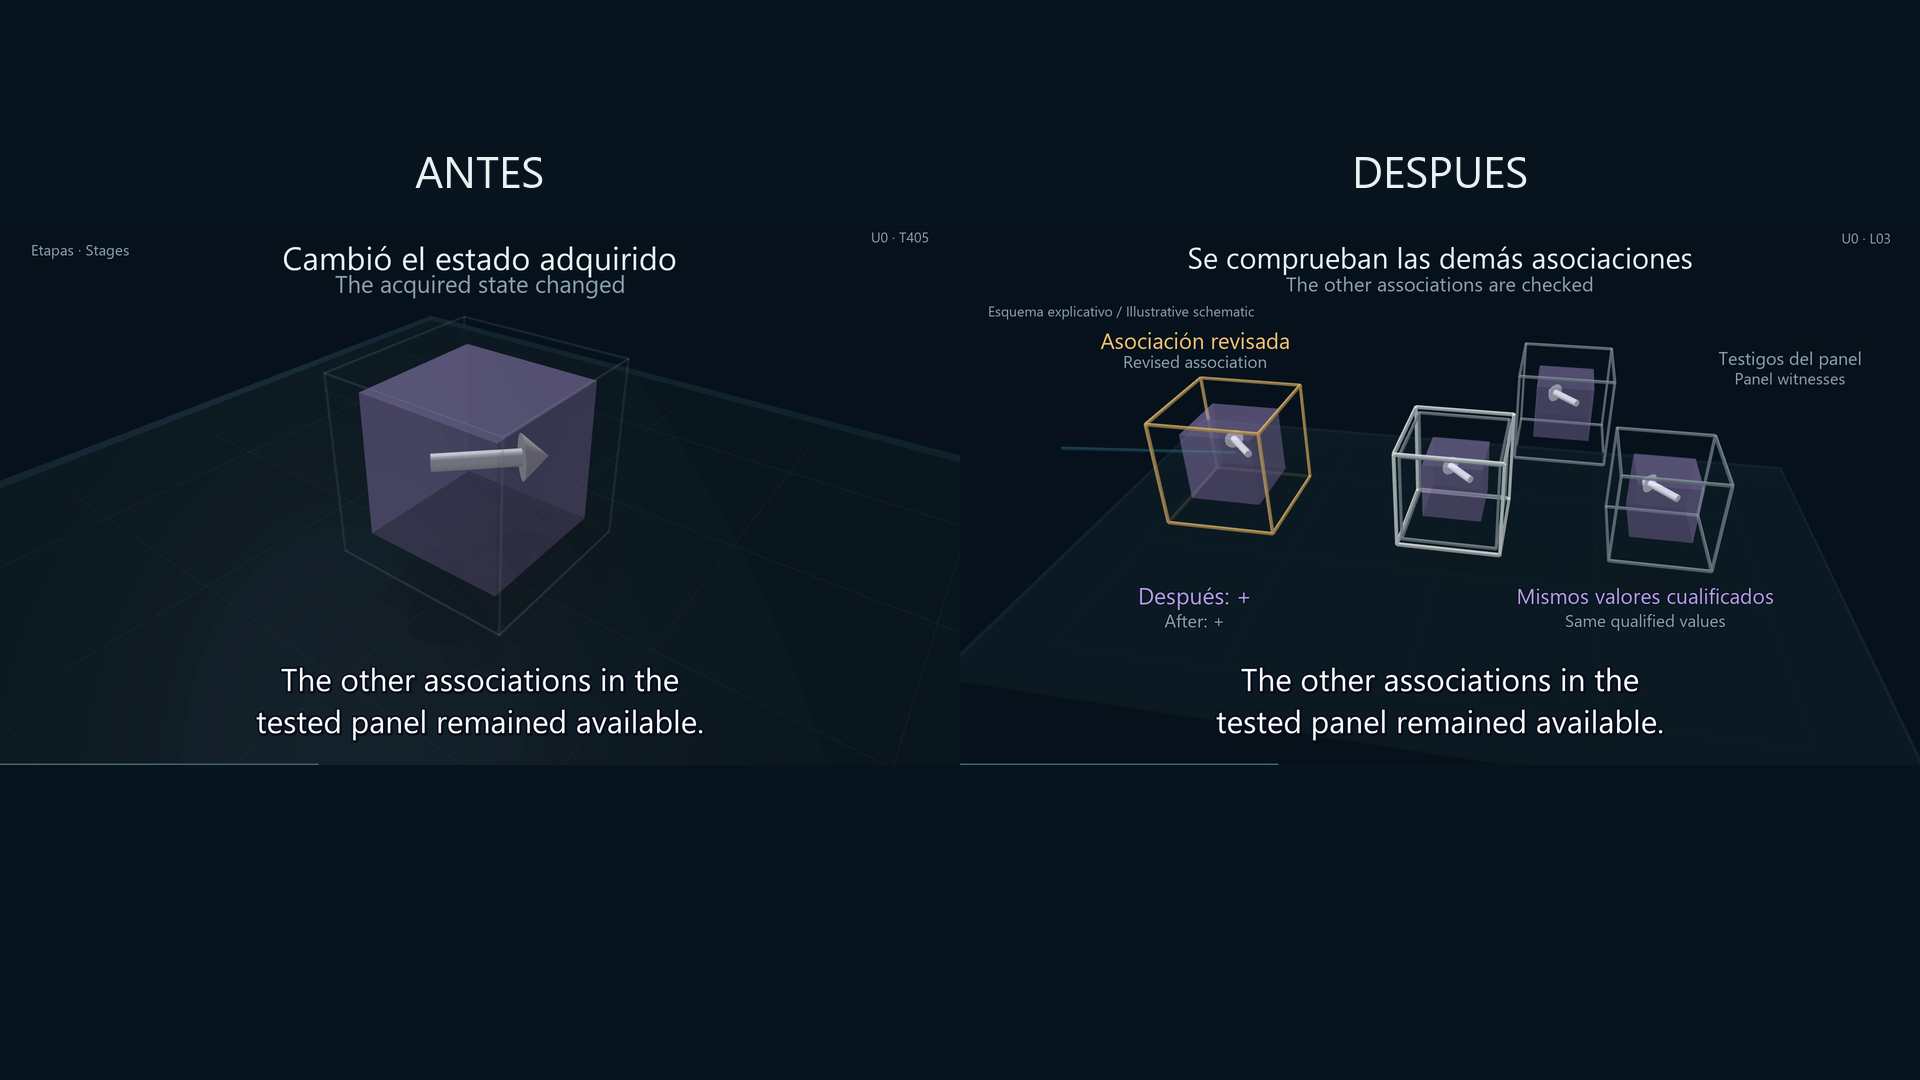 ANTES
Etapas · Stages
U0 · T405
Cambió el estado adquirido
The acquired state changed
The other associations in the
tested panel remained available.
DESPUES
U0 · L03
Se comprueban las demás asociaciones
The other associations are checked
Esquema explicativo / Illustrative schematic
Asociación revisada
Revised association
Testigos del panel
Panel witnesses
Después: +
After: +
Mismos valores cualificados
Same qualified values
The other associations in the
tested panel remained available.